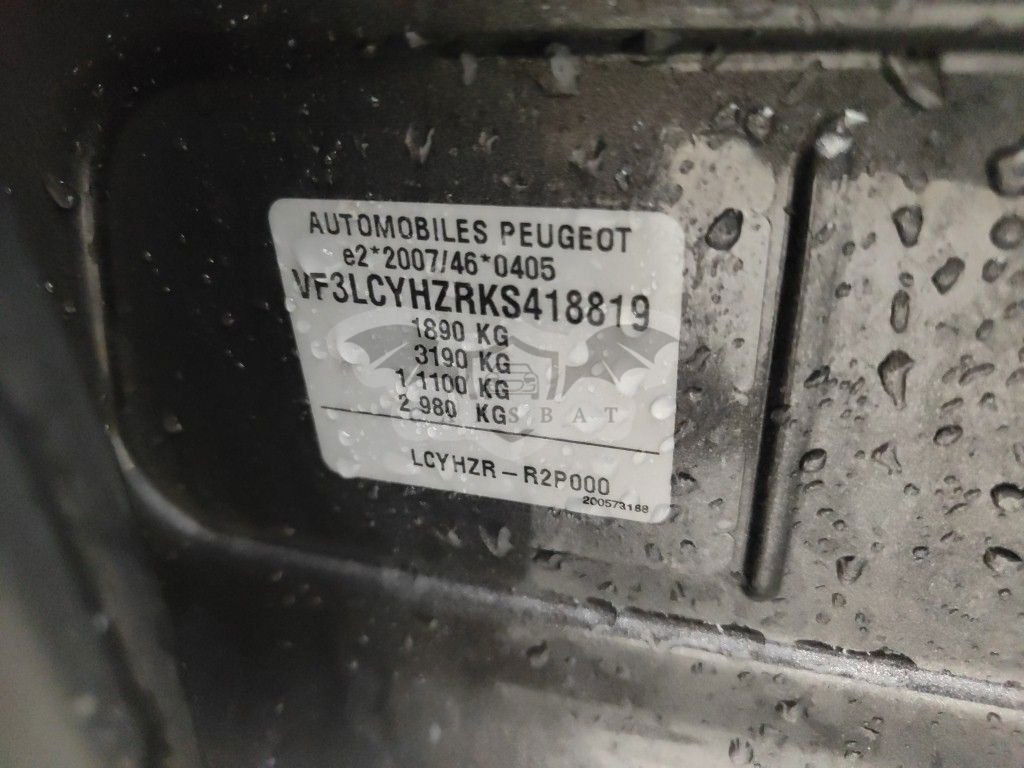 AUTOMOBILES PEUGEOT
e2*2007/46*0405
VF3LCYHZRKS418819
1890 KG
3190 KG
1 1100 KG
2 980 KG
LCYHZR – R2P000
200573188